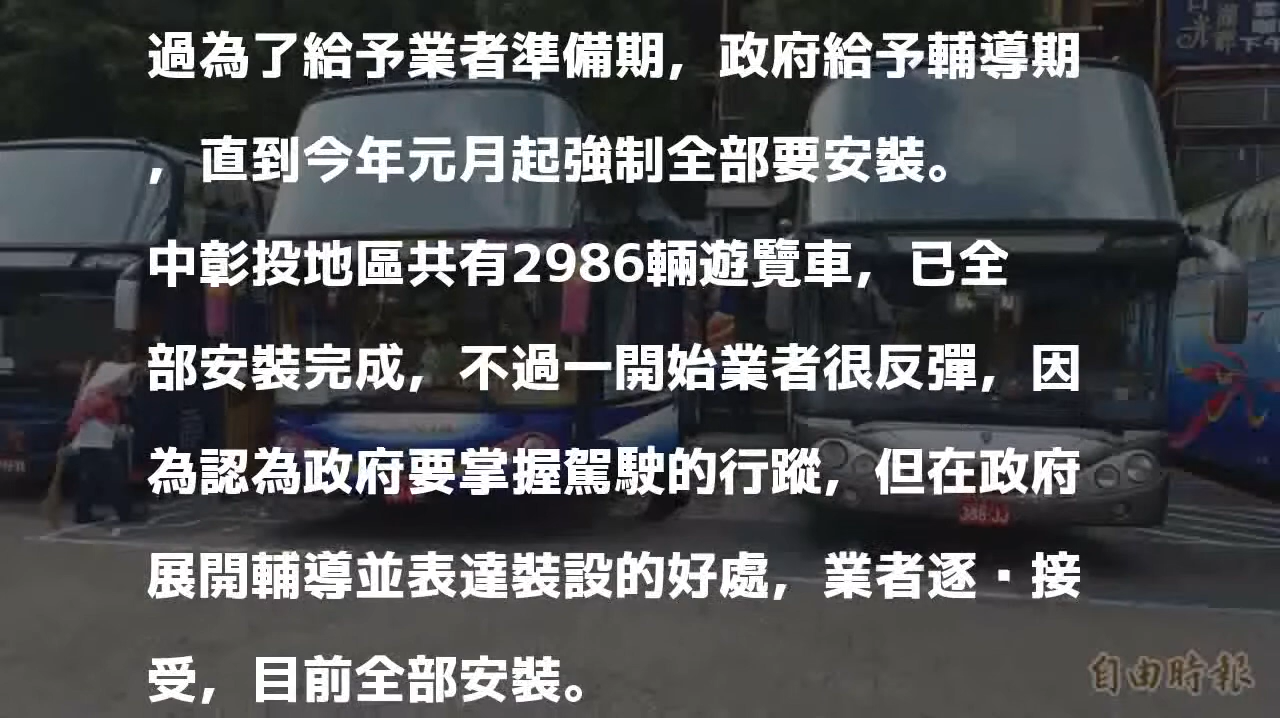 過為了給予業者準備期，政府給予輔導期
，直到今年元月起強制全部要安裝。
中彰投地區共有2986輛遊覽車，已全
部安裝完成，不過一開始業者很反彈，因
為認為政府要掌握駕駛的行蹤，但在政府
展開輔導並表達裝設的好處，業者逐·接
受，目前全部安裝。
388-JJ
自由時報